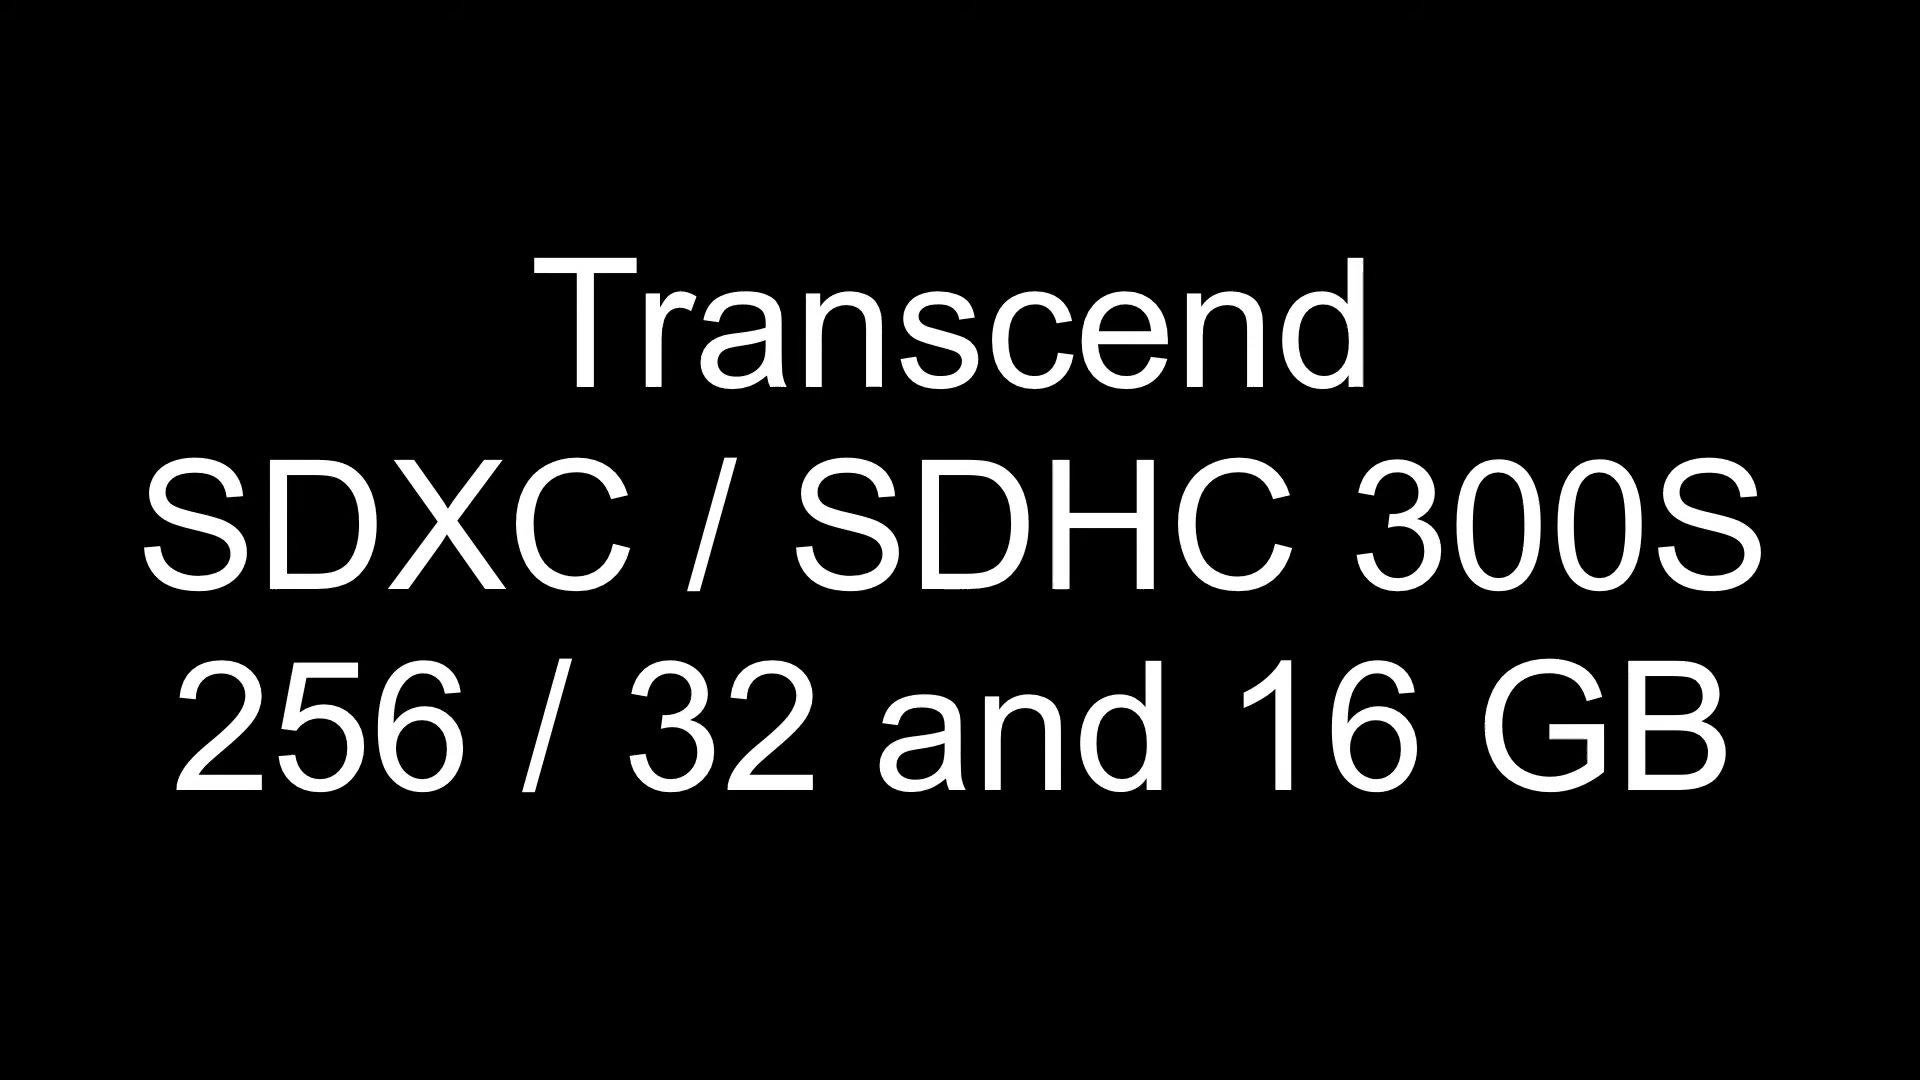 Transcend
SDXC / SDHC 300S
256 / 32 and 16 GB